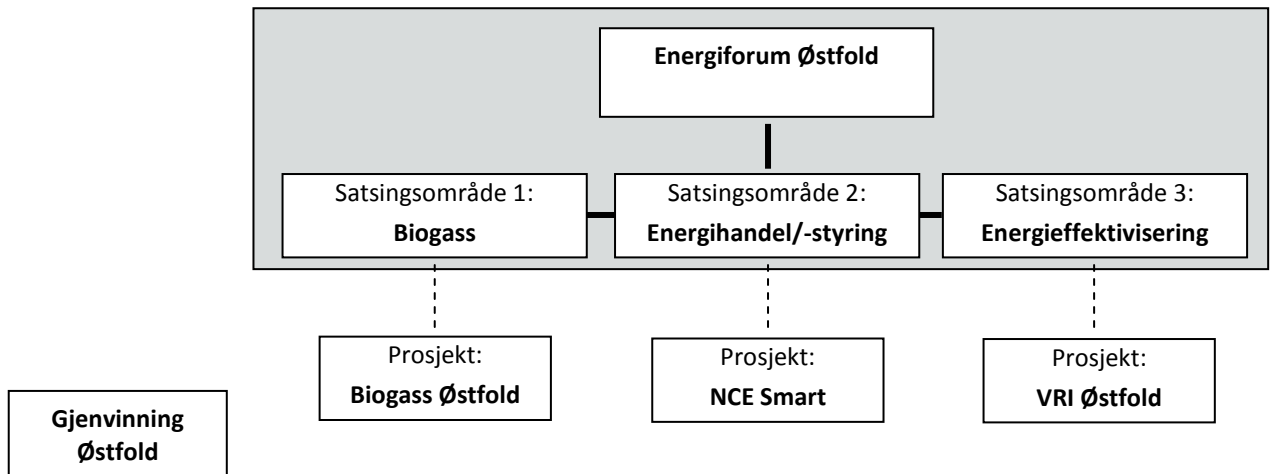 Energiforum Østfold
Satsingsområde 1:
Biogass
Satsingsområde 2:
Energihandel/-styring
Satsingsområde 3:
Energieffektivisering
Prosjekt:
Biogass Østfold
Prosjekt:
NCE Smart
Prosjekt:
VRI Østfold
Gjenvinning
Østfold